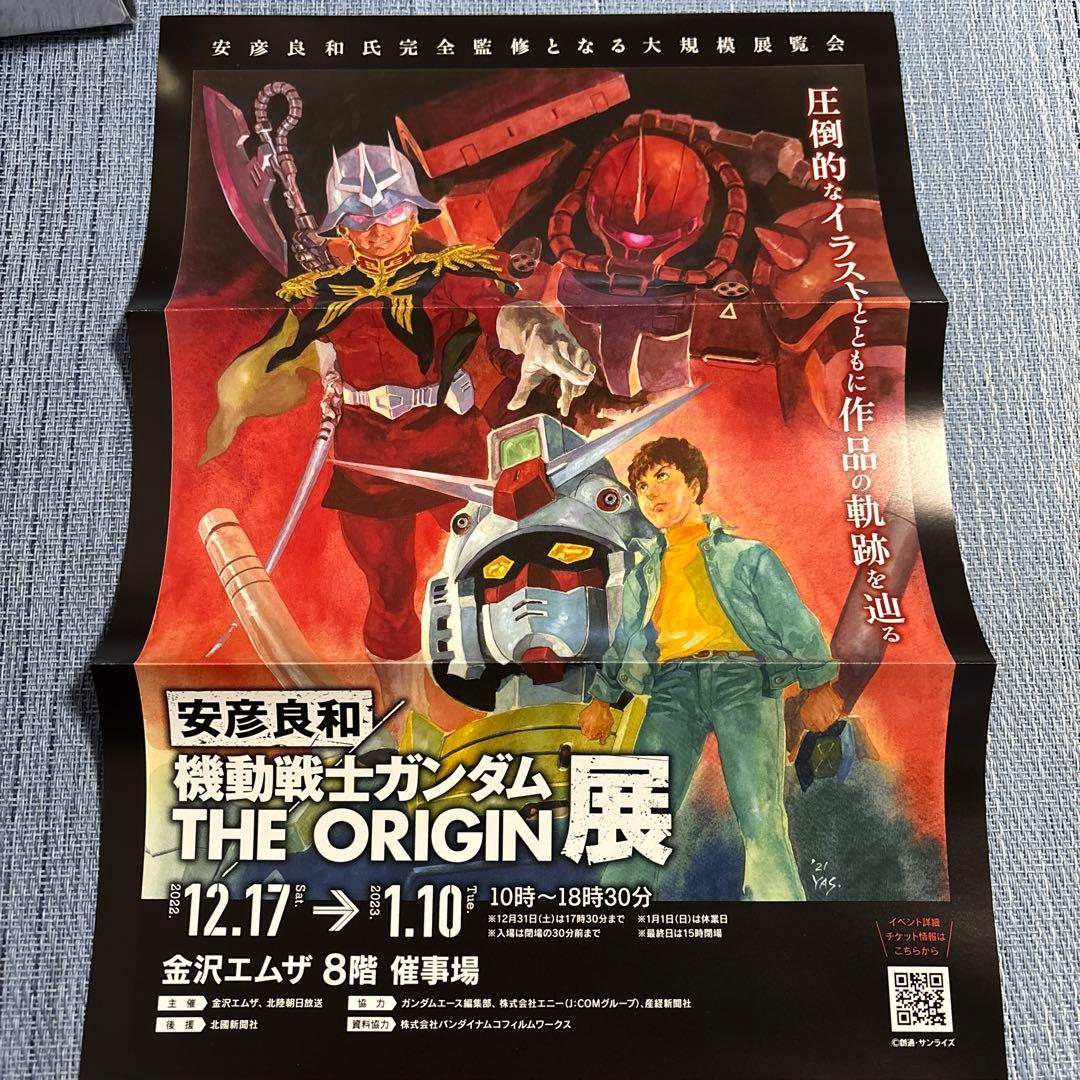 安彦良和氏完全監修となる大規模展覧会
圧倒的なイラストとともに作品の軌跡を辿る
安彦良和
機動戦士ガンダム
THE ORIGIN展
'21
YAS.
2022. 12.17 Sat. → 2023. 1.10 Tue. 10時〜18時30分
※12月31日(土)は17時30分まで ※1月1日(日)は休業日
※入場は閉場の30分前まで ※最終日は15時閉場
金沢エムザ 8階 催事場
主催 金沢エムザ、北陸朝日放送 協力 ガンダムエース編集部、株式会社エニー(J:COMグループ)、産経新聞社
後援 北國新聞社 資料協力 株式会社バンダイナムコフィルムワークス
イベント詳細
チケット情報は
こちらから
©創通・サンライズ